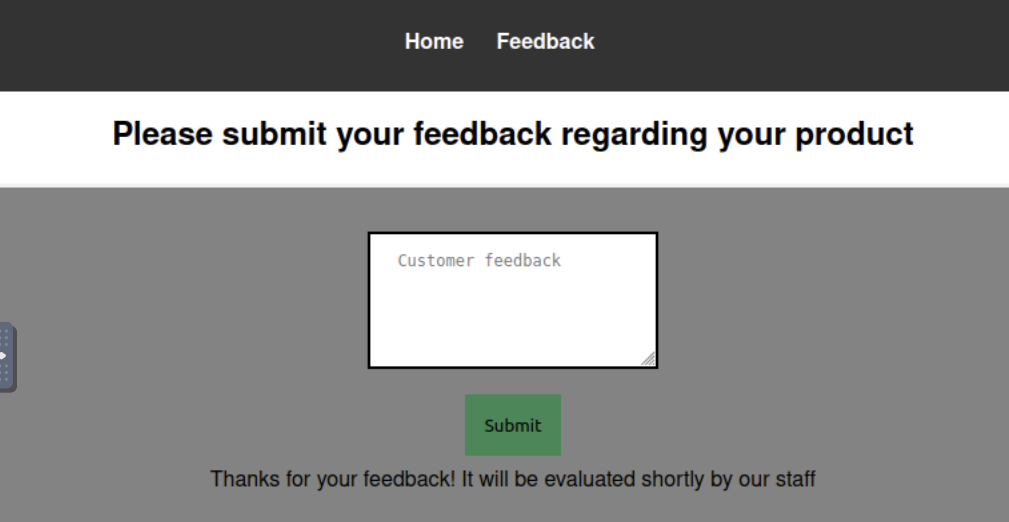 Home Feedback
Please submit your feedback regarding your product
Customer feedback
Submit
Thanks for your feedback! It will be evaluated shortly by our staff